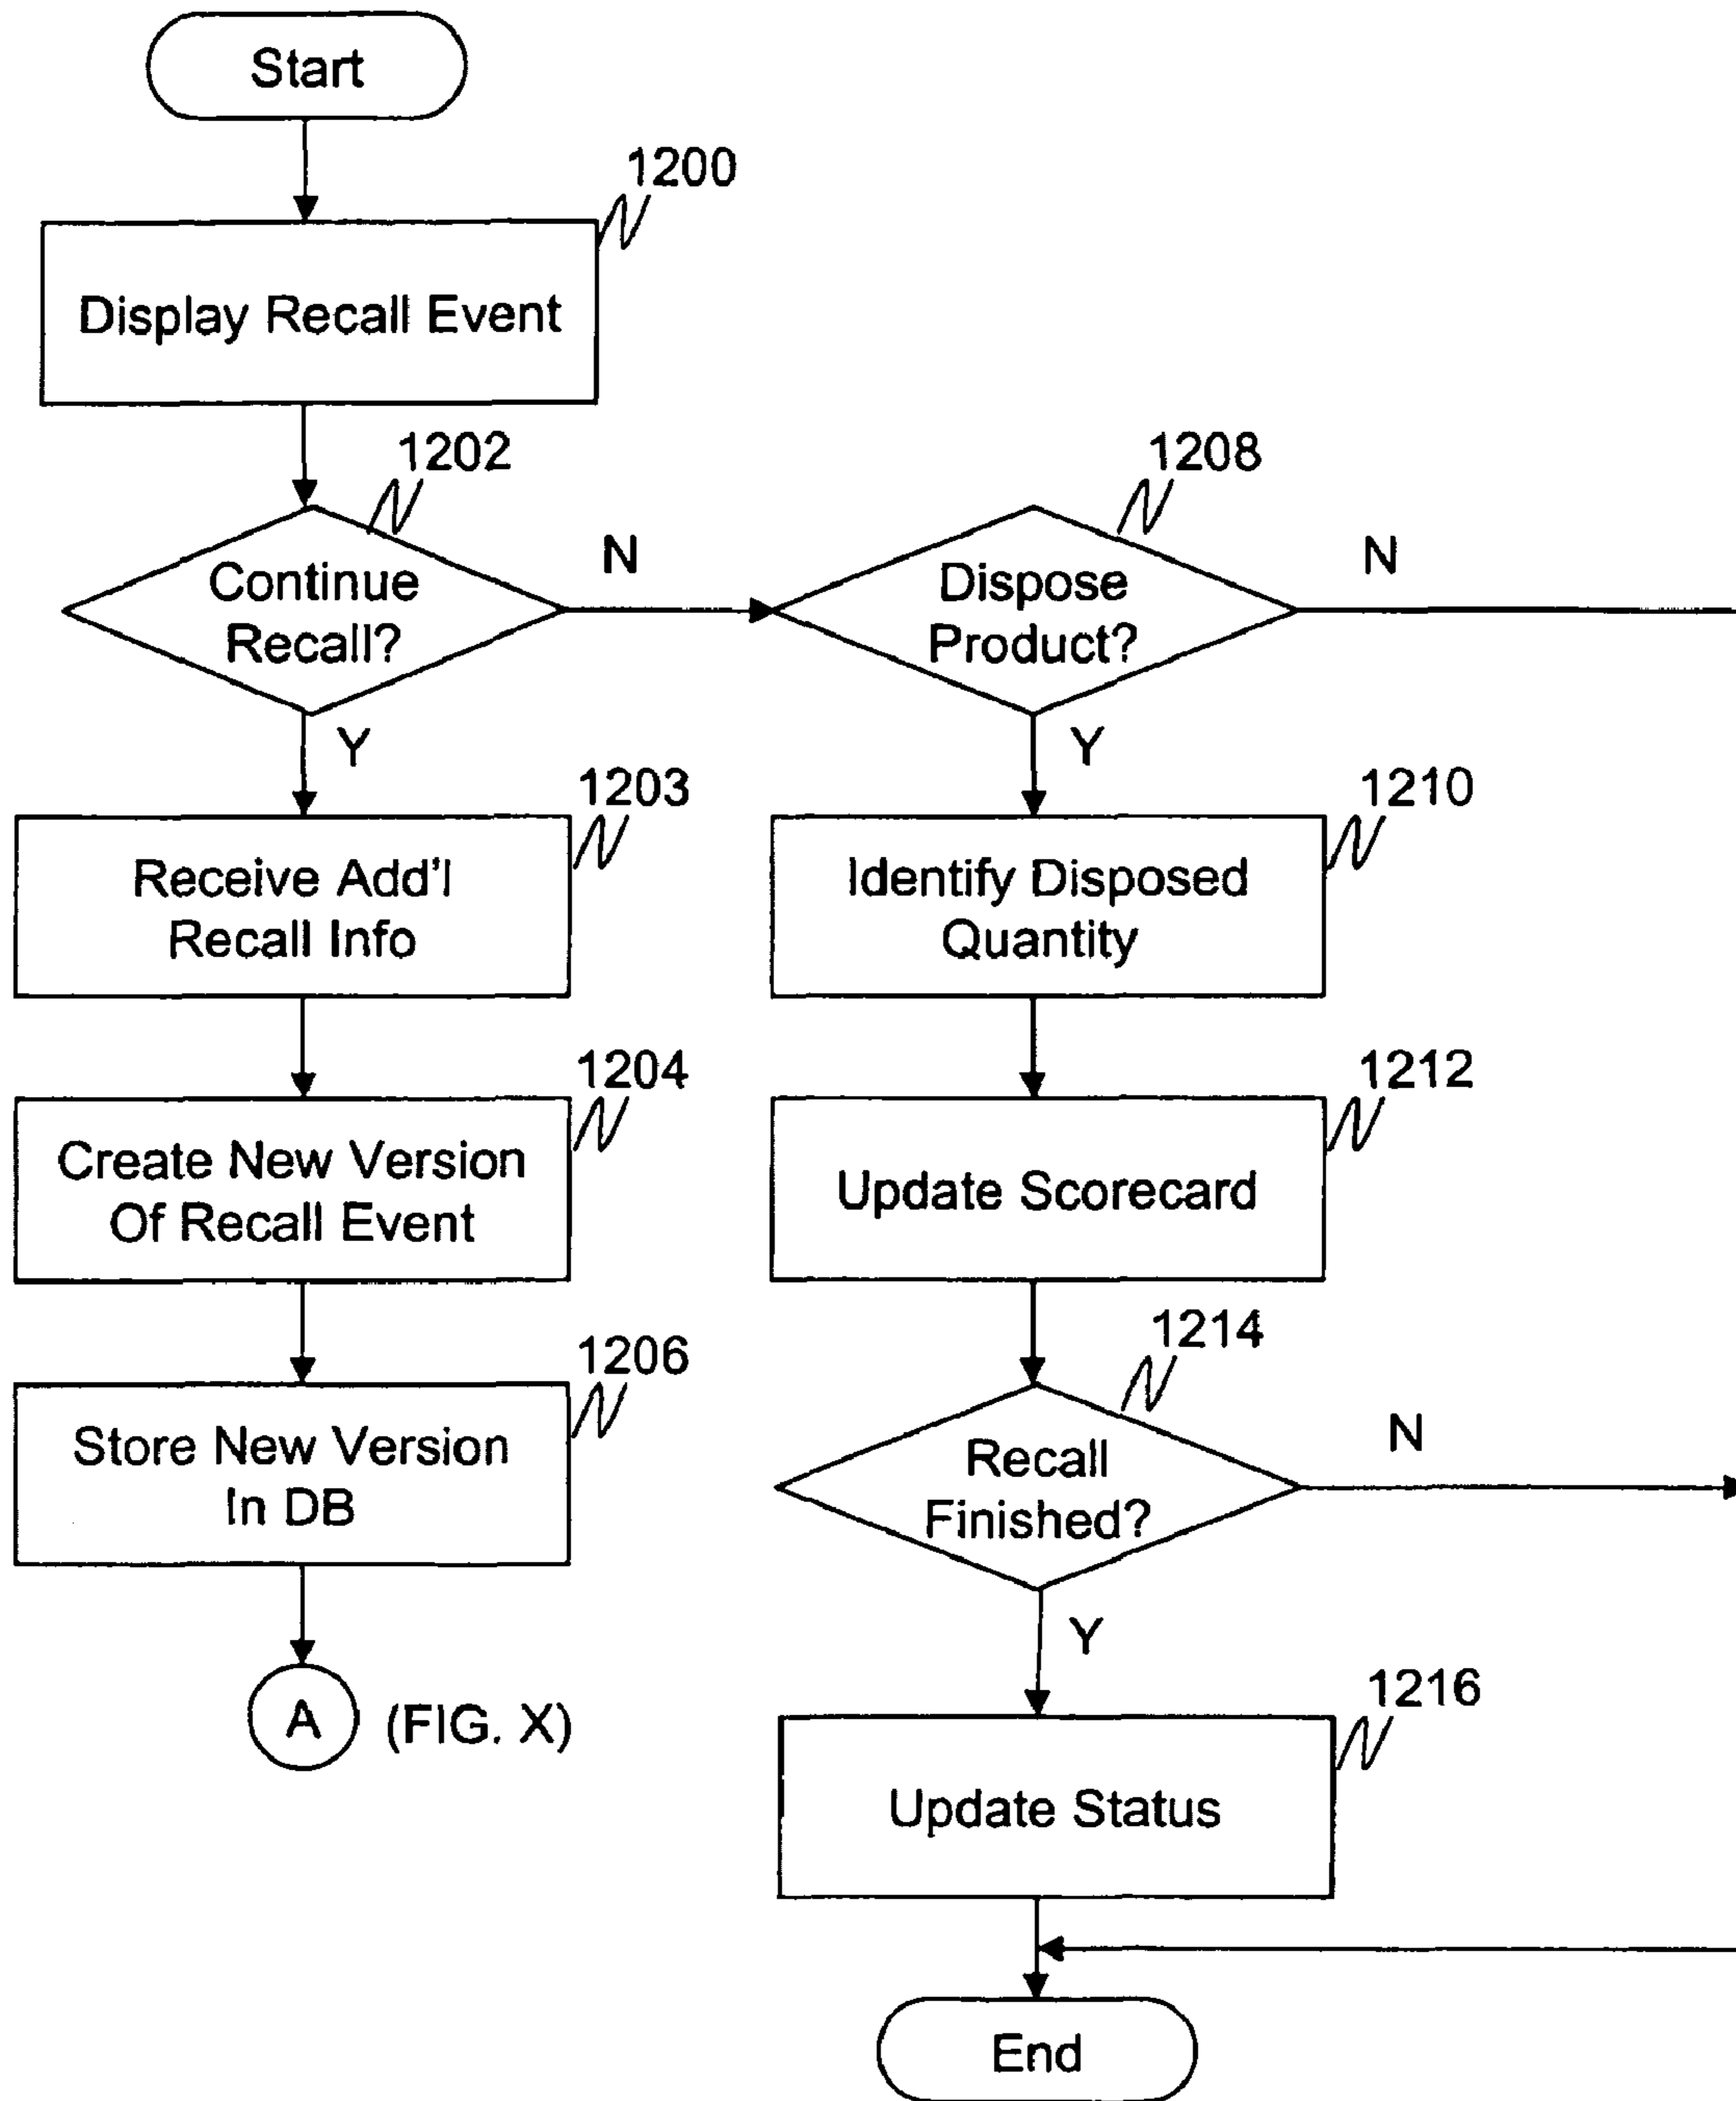 Start
1200
Display Recall Event
1202
Continue
Recall?
N
Y
1208
Dispose
Product?
N
Y
1203
Receive Add'l
Recall Info
1210
Identify Disposed
Quantity
1204
Create New Version
Of Recall Event
1212
Update Scorecard
1206
Store New Version
In DB
1214
Recall
Finished?
N
Y
A
(FIG. X)
1216
Update Status
End